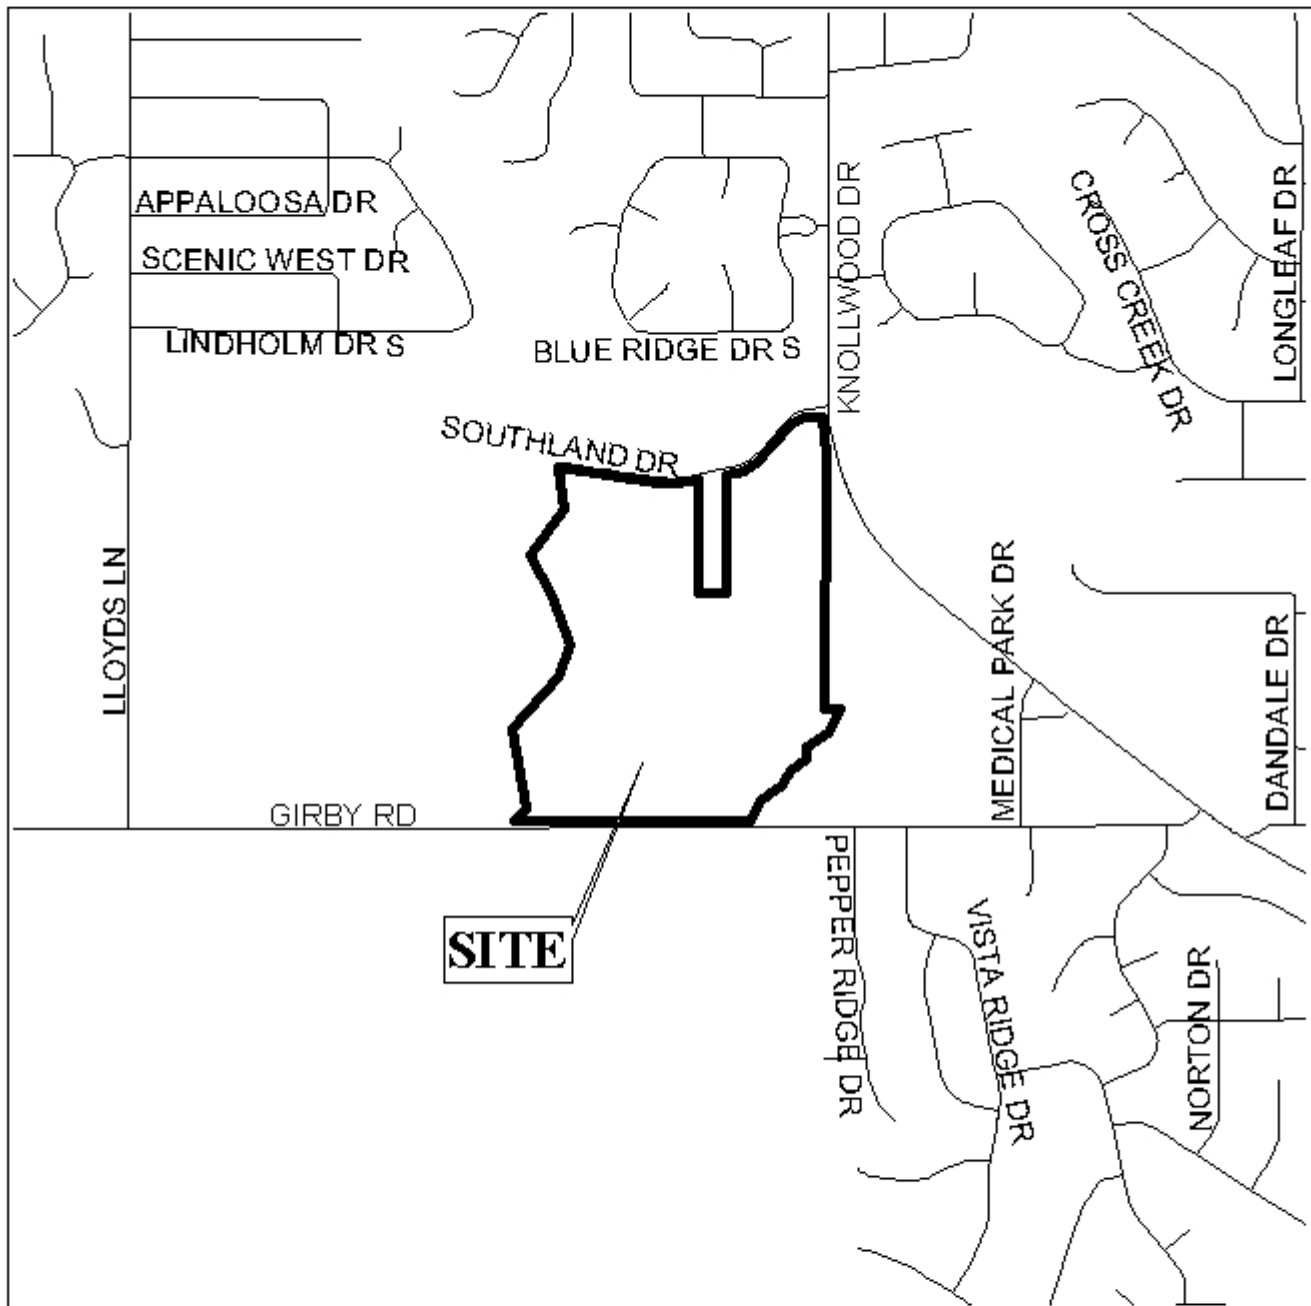 APPALOOSA DR
SCENIC WEST DR
LINDHOLM DR S
BLUE RIDGE DR S
KNOLLWOOD DR
CROSS CREEK DR
LONGLEAF DR
SOUTHLAND DR
LLOYDS LN
MEDICAL PARK DR
DANDALE DR
GIRBY RD
SITE
PEPPER RIDGE DR
VISTA RIDGE DR
NORTON DR